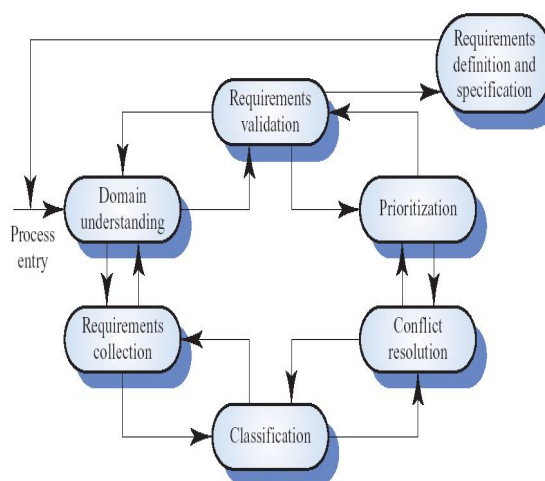 Requirements
definition and
specification
Requirements
validation
Domain
understanding
Prioritization
Process
entry
Requirements
collection
Conflict
resolution
Classification